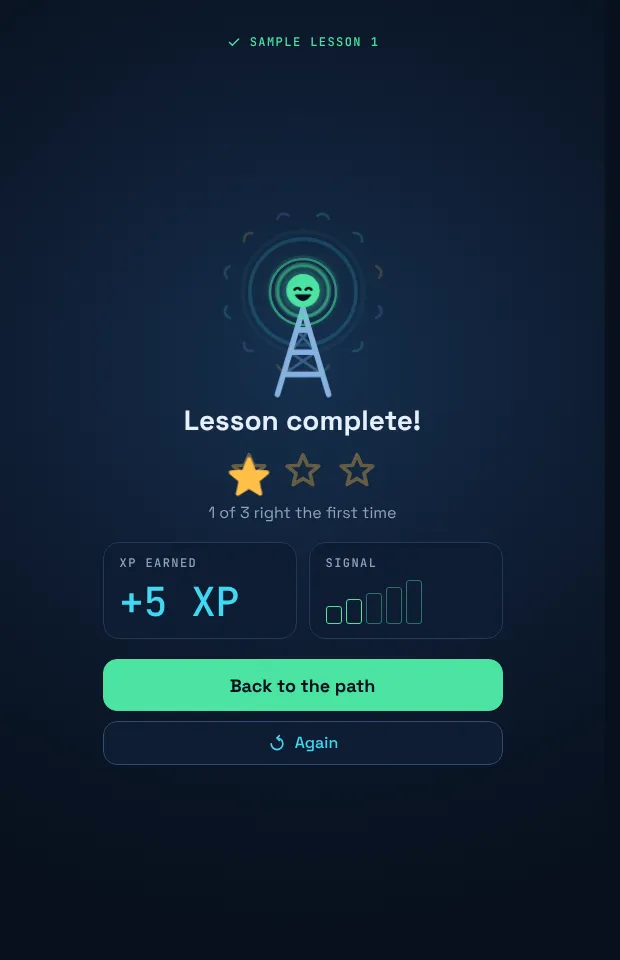 SAMPLE LESSON 1
Lesson complete!
1 of 3 right the first time
XP EARNED
+5 XP
SIGNAL
Back to the path
Again